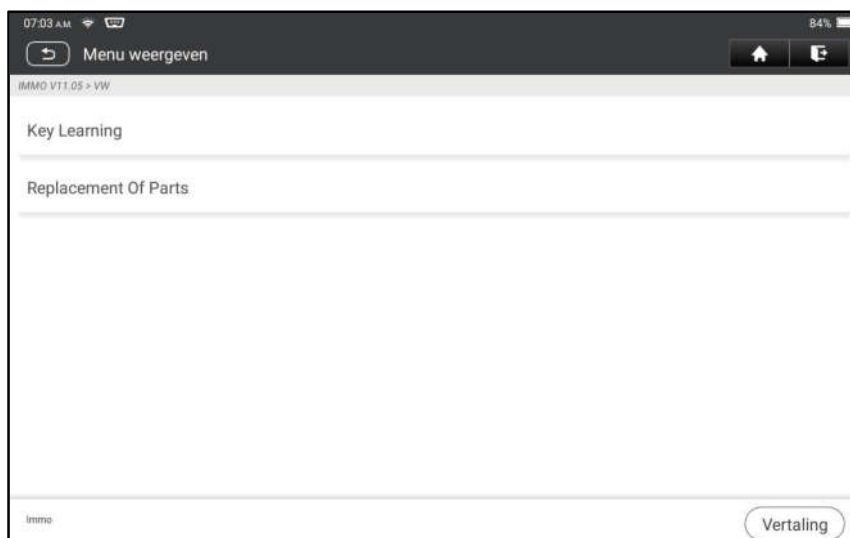 07:03 AM 84%
Menu weergeven
IMMO V11.05 > VW
Key Learning
Replacement Of Parts
Immo
Vertaling